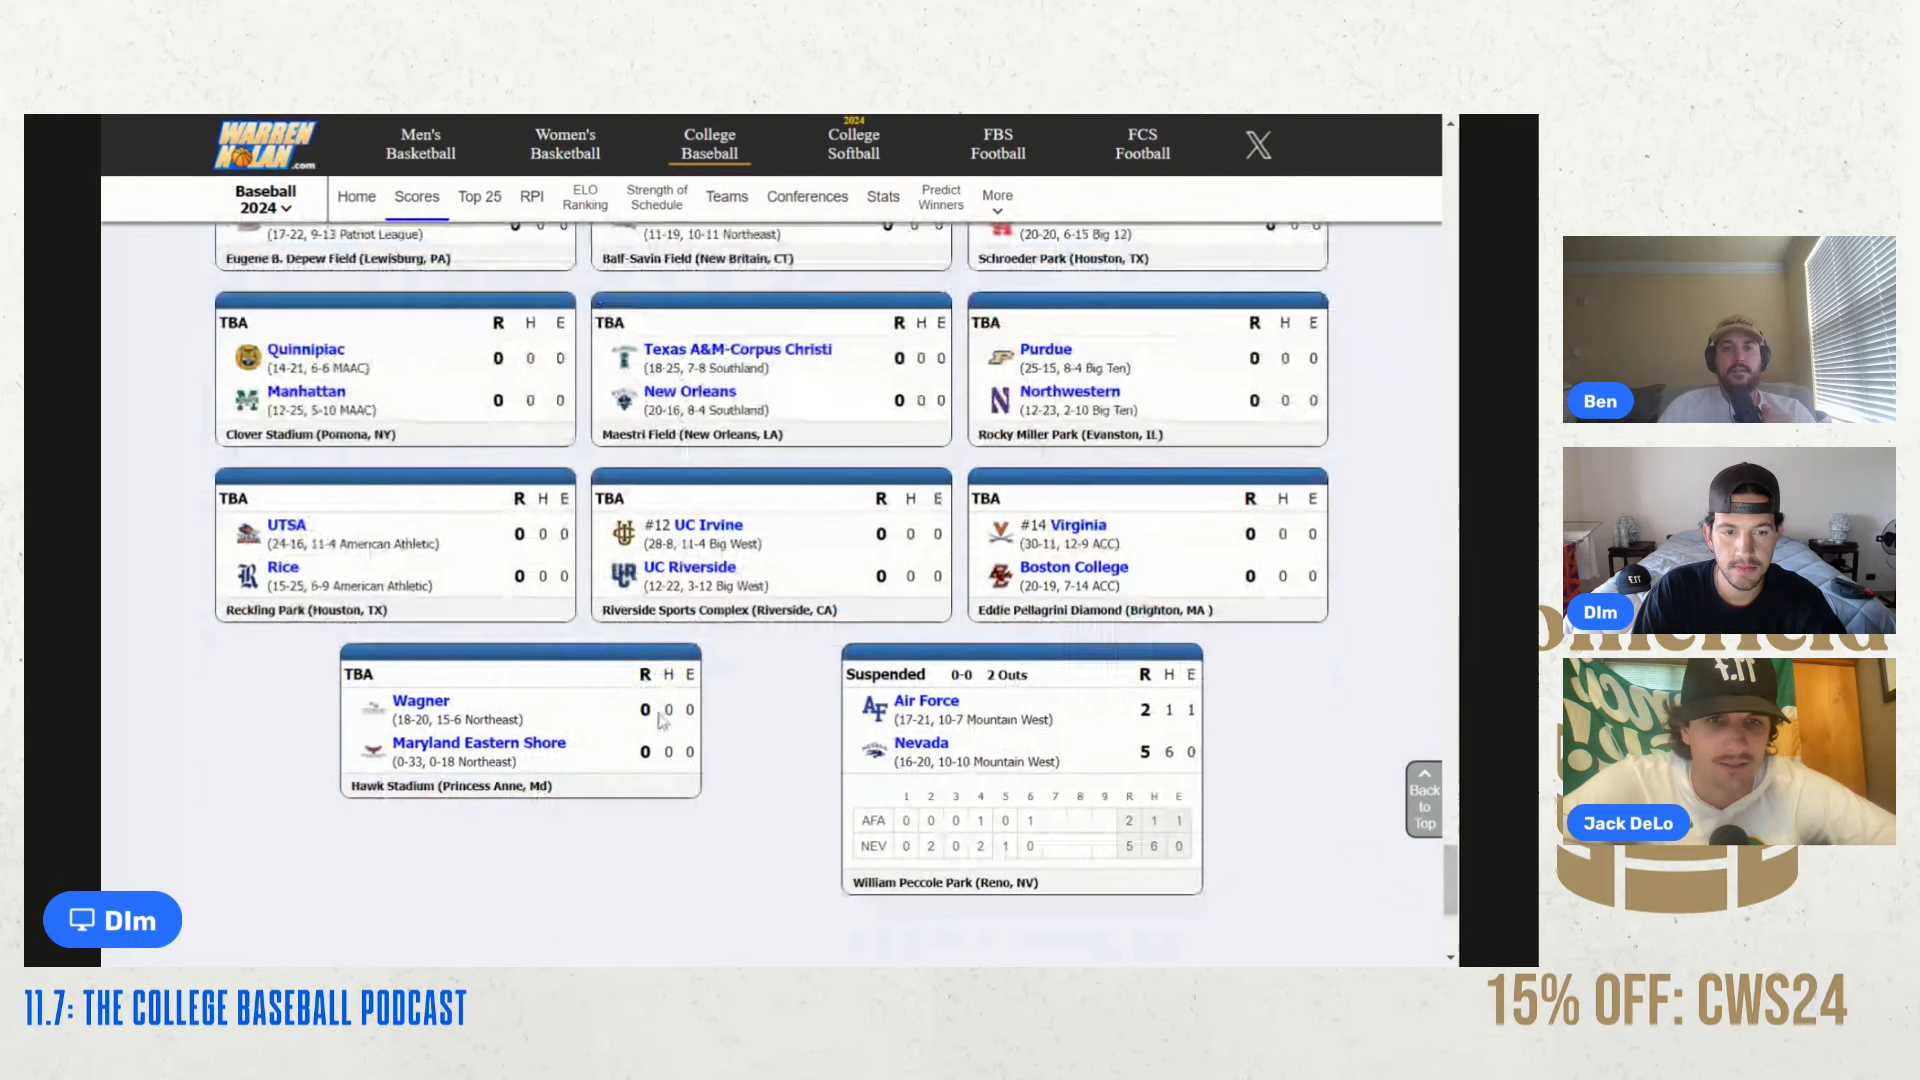 WARREN
NOLAN
.com
Men's
Basketball
Women's
Basketball
College
Baseball
2024
College
Softball
FBS
Football
FCS
Football
X
Baseball
2024
Home
Scores
Top 25
RPI
ELO
Ranking
Strength of
Schedule
Teams
Conferences
Stats
Predict
Winners
More
(17-22, 9-13 Patriot League) 0 0 0
Eugene B. Depew Field (Lewisburg, PA)
(11-19, 10-11 Northeast) 0 0 0
Balf-Savin Field (New Britain, CT)
(20-20, 6-15 Big 12) 0 0 0
Schroeder Park (Houston, TX)
TBA R H E
Quinnipiac 0 0 0
(14-21, 6-6 MAAC)
Manhattan 0 0 0
(12-25, 5-10 MAAC)
Clover Stadium (Pomona, NY)
TBA R H E
Texas A&M-Corpus Christi 0 0 0
(18-25, 7-8 Southland)
New Orleans 0 0 0
(20-16, 8-4 Southland)
Maestri Field (New Orleans, LA)
TBA R H E
Purdue 0 0 0
(25-15, 8-4 Big Ten)
Northwestern 0 0 0
(12-23, 2-10 Big Ten)
Rocky Miller Park (Evanston, IL)
TBA R H E
UTSA 0 0 0
(24-16, 11-4 American Athletic)
Rice 0 0 0
(15-25, 6-9 American Athletic)
Reckling Park (Houston, TX)
TBA R H E
#12 UC Irvine 0 0 0
(28-8, 11-4 Big West)
UC Riverside 0 0 0
(12-22, 3-12 Big West)
Riverside Sports Complex (Riverside, CA)
TBA R H E
#14 Virginia 0 0 0
(30-11, 12-9 ACC)
Boston College 0 0 0
(20-19, 7-14 ACC)
Eddie Pellagrini Diamond (Brighton, MA )
TBA R H E
Wagner 0 0 0
(18-20, 15-6 Northeast)
Maryland Eastern Shore 0 0 0
(0-33, 0-18 Northeast)
Hawk Stadium (Princess Anne, Md)
Suspended 0-0 2 Outs R H E
Air Force 2 1 1
(17-21, 10-7 Mountain West)
Nevada 5 6 0
(16-20, 10-10 Mountain West)
1 2 3 4 5 6 7 8 9 R H E
AFA 0 0 0 1 0 1 2 1 1
NEV 0 2 0 2 1 0 5 6 0
William Peccole Park (Reno, NV)
Back
to
Top
Ben
Dlm
11.7
Jack DeLo
Dlm
11.7: THE COLLEGE BASEBALL PODCAST
15% OFF: CWS24